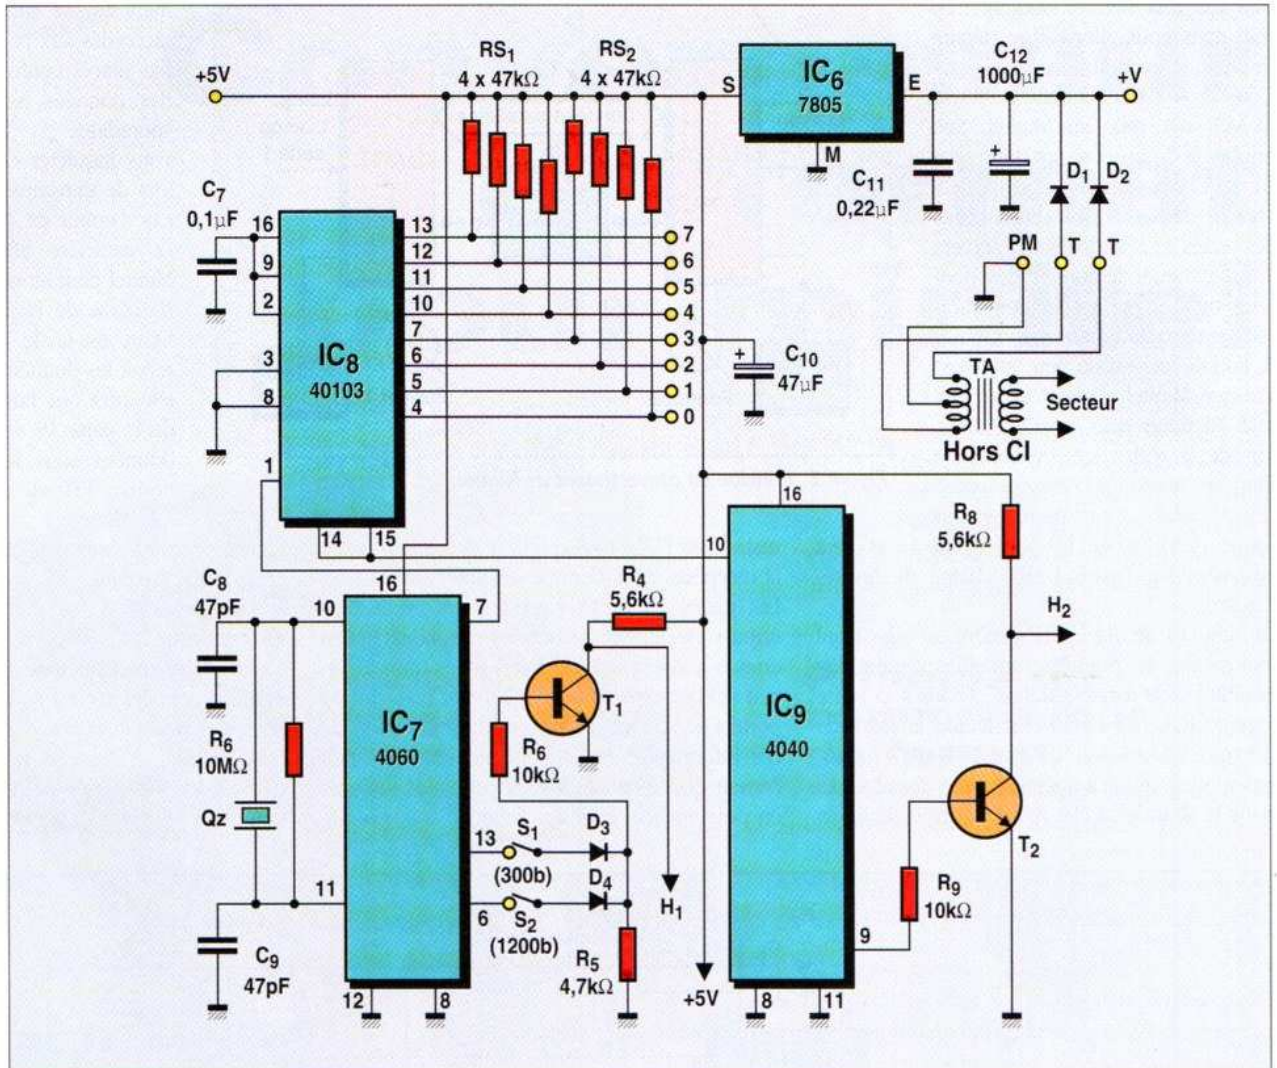 +5V
RS1
4 x 47kΩ
RS2
4 x 47kΩ
S
IC6
7805
E
M
C12
1000µF
+V
+
C11
0,22µF
D1
D2
PM
T
T
TA
Secteur
Hors CI
C7
0,1µF
16
9
2
3
8
1
IC8
40103
13
12
11
10
7
6
5
4
14
15
7
6
5
4
3
2
1
0
+
C10
47µF
16
10
R8
5,6kΩ
H2
C8
47pF
10
16
7
R4
5,6kΩ
T1
R6
10MΩ
Qz
IC7
4060
R6
10kΩ
IC9
4040
T2
13
S1
(300b)
D3
6
S2
(1200b)
D4
H1
11
C9
47pF
12
8
R5
4,7kΩ
+5V
9
R9
10kΩ
8
11